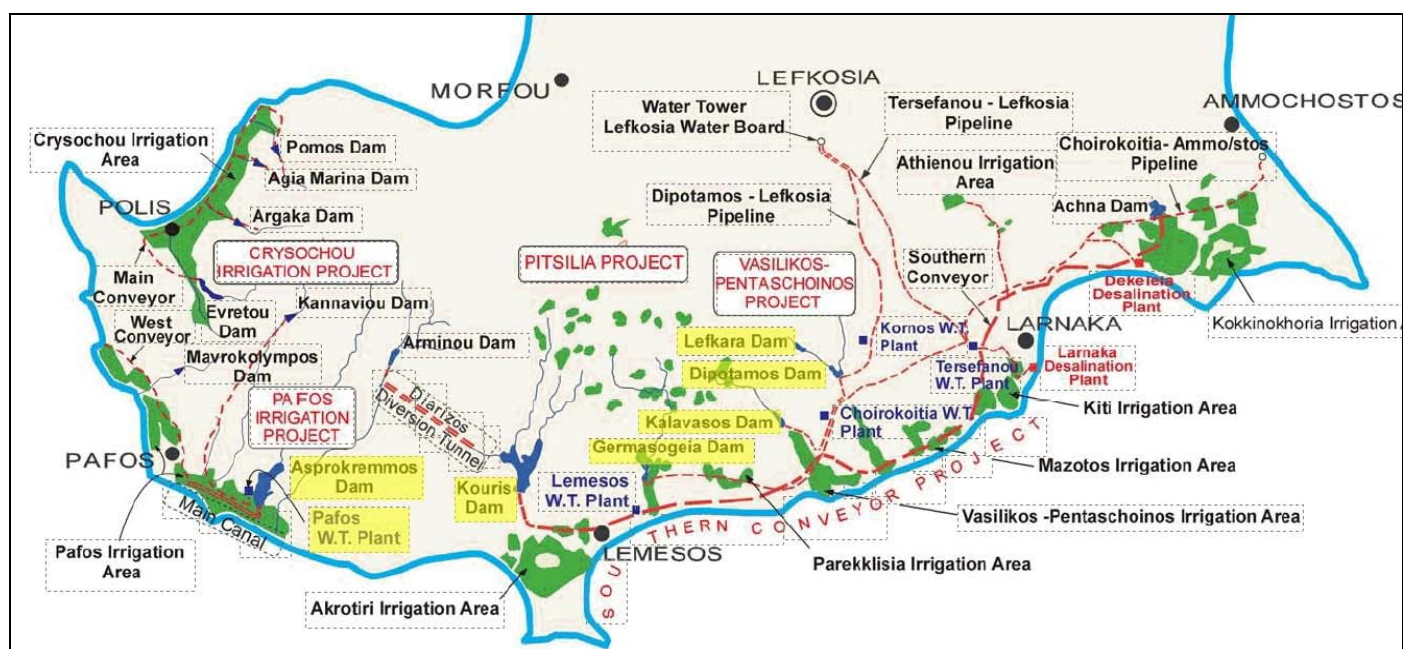 MORFOU
LEFKOSIA
AMMOCHOSTOS
Water Tower
Lefkosia Water Board
Tersefanou - Lefkosia
Pipeline
Crysochou Irrigation
Area
Pomos Dam
Agia Marina Dam
Athienou Irrigation
Area
Choirokoitia- Ammo/stos
Pipeline
POLIS
Argaka Dam
Dipotamos - Lefkosia
Pipeline
Achna Dam
CRYSOCHOU
IRRIGATION PROJECT
PITSILIA PROJECT
VASILIKOS-
PENTASCHOINOS
PROJECT
Southern
Conveyor
Main
Conveyor
Evretou
Dam
Kannaviou Dam
Dekeleia
Desalination
Plant
West
Conveyor
Mavrokolympos
Dam
Arminou Dam
Kokkinokhoria Irrigation
Lefkara Dam
Kornos W.T.
Plant
LARNAKA
Dipotamos Dam
Tersefanou
W.T. Plant
Larnaka
Desalination
Plant
PAFOS
IRRIGATION
PROJECT
Diarizos
Diversion Tunnel
Kalavasos Dam
Choirokoitia W.T.
Plant
Kiti Irrigation Area
PAFOS
Germasogeia Dam
Asprokremmos
Dam
Kouris
Dam
Lemesos
W.T. Plant
Mazotos Irrigation Area
Main Canal
Pafos
W.T. Plant
Vasilikos -Pentaschoinos Irrigation Area
Pafos Irrigation
Area
LEMESOS
SOUTHERN CONVEYOR PROJECT
Parekklisia Irrigation Area
Akrotiri Irrigation Area